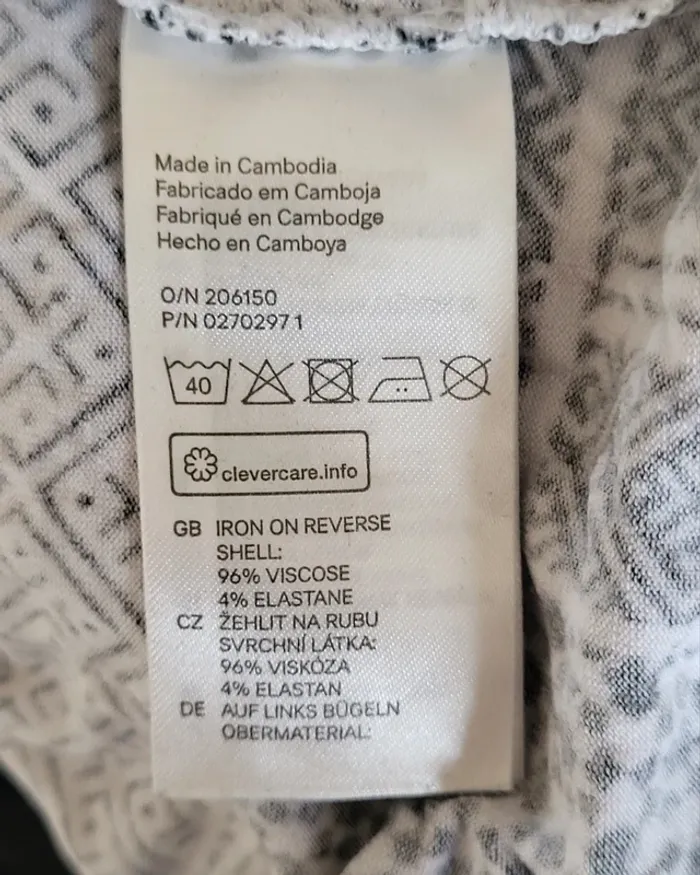 Made in Cambodia
Fabricado em Camboja
Fabriqué en Cambodge
Hecho en Camboya
O/N 206150
P/N 02702971
40
clevercare.info
GB IRON ON REVERSE
SHELL:
96% VISCOSE
4% ELASTANE
CZ ŽEHLIT NA RUBU
SVRCHNÍ LÁTKA:
96% VISKÓZA
4% ELASTAN
DE AUF LINKS BÜGELN
OBERMATERIAL: